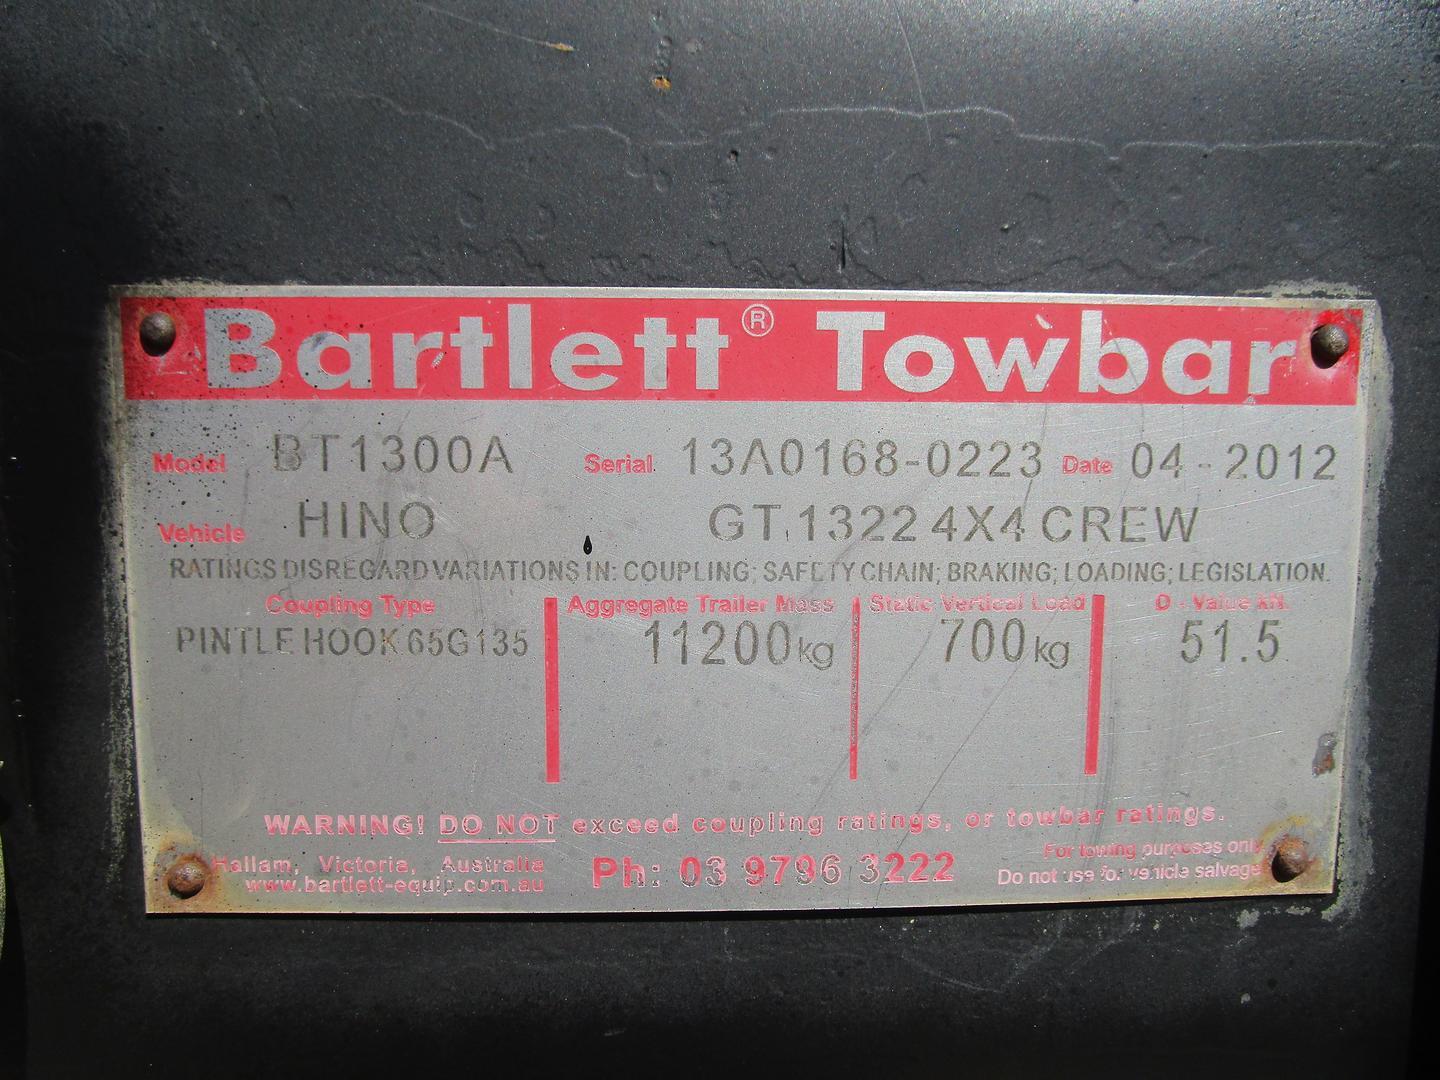 Bartlett® Towbar
Model BT1300A Serial 13A0168-0223 Date 04-2012
Vehicle HINO GT.1322 4X4 CREW
RATINGS DISREGARD VARIATIONS IN: COUPLING; SAFETY CHAIN; BRAKING; LOADING; LEGISLATION.
Coupling Type Aggregate Trailer Mass Static Vertical Load D - Value kN.
PINTLE HOOK 65G135 11200kg 700kg 51.5
WARNING! DO NOT exceed coupling ratings, or towbar ratings.
Hallam, Victoria, Australia
www.bartlett-equip.com.au
Ph: 03 9796 3222
For towing purposes only
Do not use for vehicle salvage